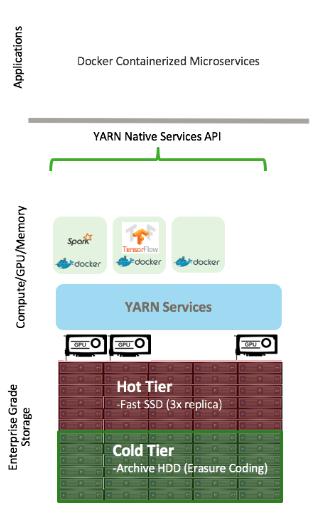 Applications
Docker Containerized Microservices
YARN Native Services API
Compute/GPU/Memory
Spark
TensorFlow
docker
docker
docker
YARN Services
GPU
GPU
GPU
Enterprise Grade
Storage
Hot Tier
-Fast SSD (3x replica)
Cold Tier
-Archive HDD (Erasure Coding)